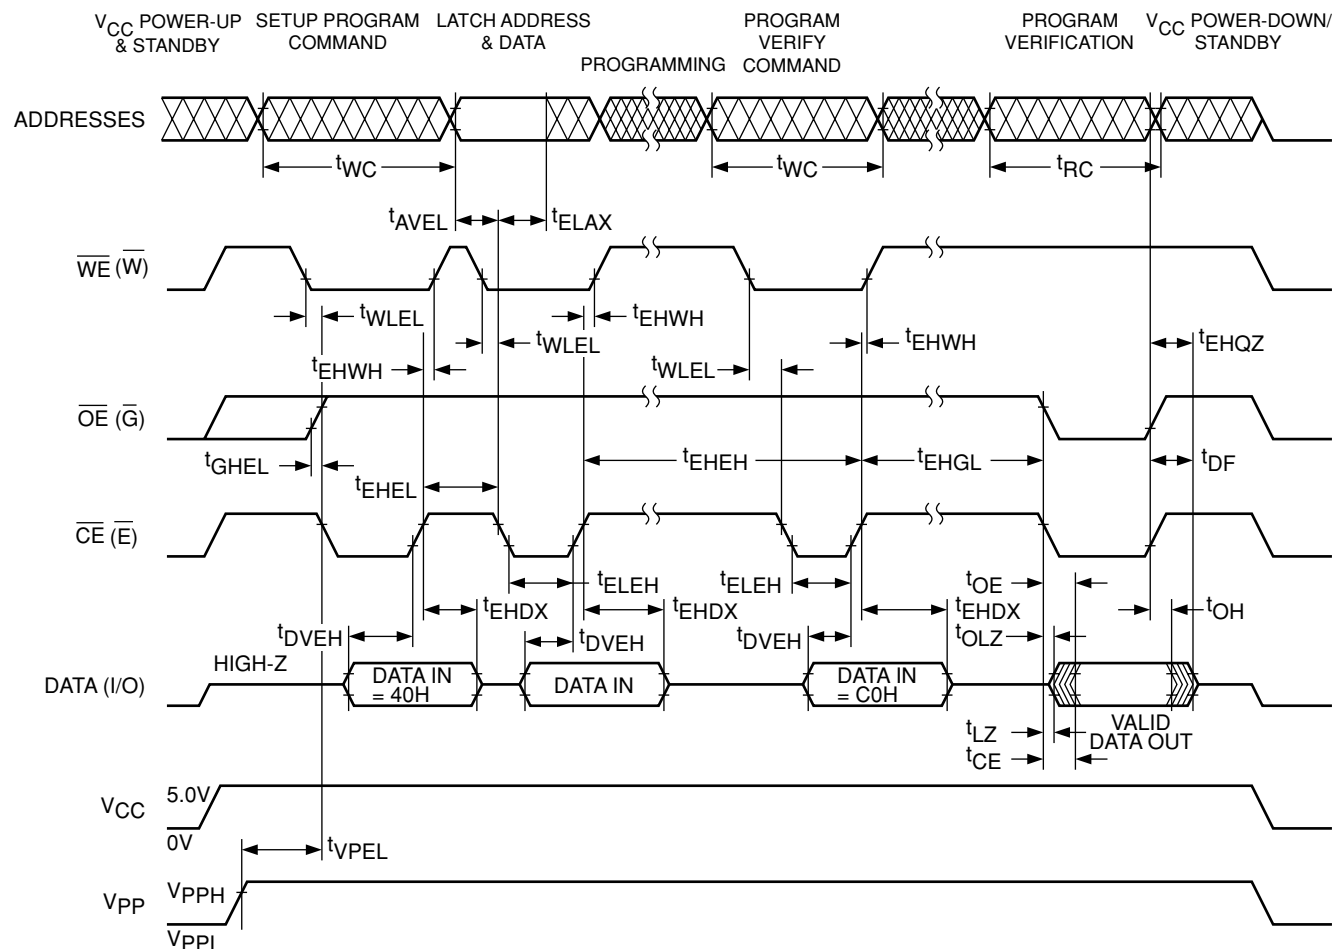 VCC POWER-UP
& STANDBY
SETUP PROGRAM
COMMAND
LATCH ADDRESS
& DATA
PROGRAMMING
PROGRAM
VERIFY
COMMAND
PROGRAM
VERIFICATION
VCC POWER-DOWN/
STANDBY
ADDRESSES
tWC
tWC
tRC
tAVEL
tELAX
WE (W)
tWLEL
tEHWH
tWLEL
tEHWH
tWLEL
tEHWH
tEHQZ
OE (G)
tGHEL
tEHEL
tEHEH
tEHGL
tDF
CE (E)
tELEH
tELEH
tOE
tEHDX
tEHDX
tEHDX
tOH
tDVEH
tDVEH
tDVEH
tOLZ
HIGH-Z
DATA (I/O)
DATA IN
= 40H
DATA IN
DATA IN
= C0H
tLZ
VALID
DATA OUT
tCE
VCC
5.0V
0V
tVPEL
VPP
VPPH
VPPL